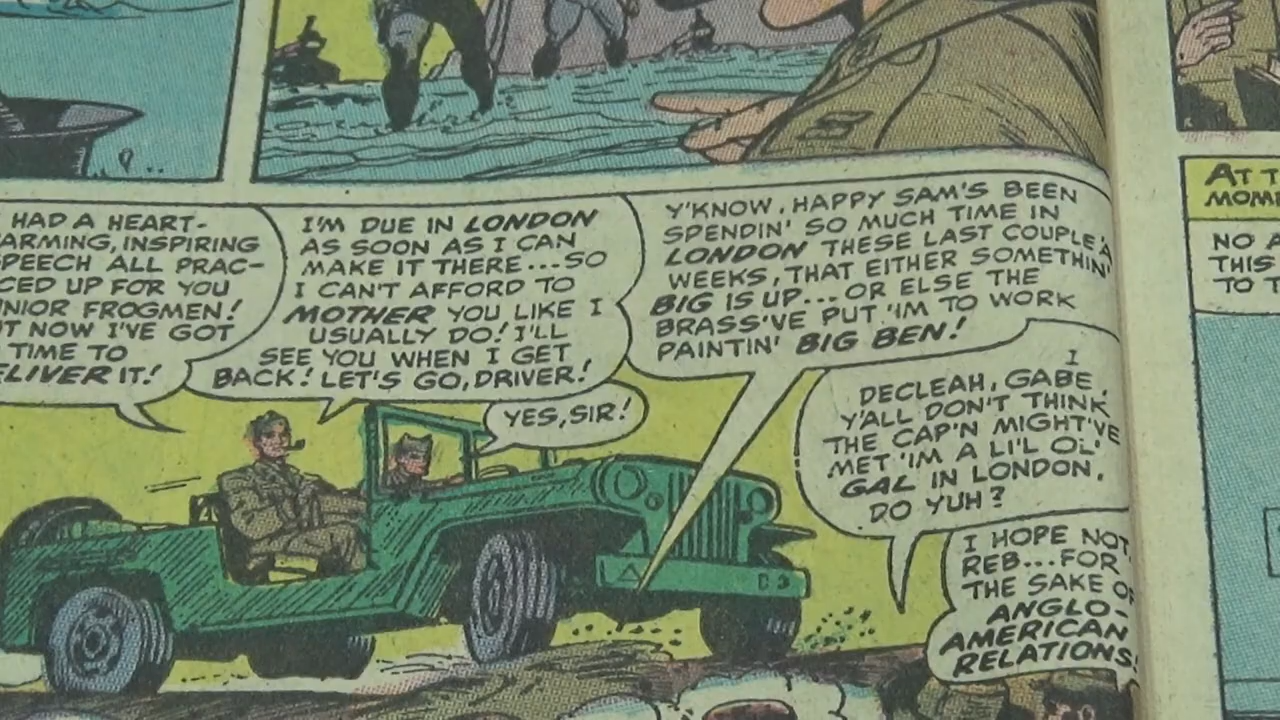 HAD A HEART-
ARMING, INSPIRING
PEECH ALL PRAC-
CED UP FOR YOU
NIOR FROGMEN!
T NOW I'VE GOT
TIME TO
ELIVER IT!
I'M DUE IN LONDON
AS SOON AS I CAN
MAKE IT THERE...SO
I CAN'T AFFORD TO
MOTHER YOU LIKE I
USUALLY DO! I'LL
SEE YOU WHEN I GET
BACK! LET'S GO, DRIVER!
YES, SIR!
Y'KNOW, HAPPY SAM'S BEEN
SPENDIN' SO MUCH TIME IN
LONDON THESE LAST COUPLE'A
WEEKS, THAT EITHER SOMETHIN'
BIG IS UP... OR ELSE THE
BRASS'VE PUT 'IM TO WORK
PAINTIN' BIG BEN!
I
DECLEAH, GABE,
Y'ALL DON'T THINK
THE CAP'N MIGHT'VE
MET 'IM A LI'L OL'
GAL IN LONDON,
DO YUH?
I HOPE NOT,
REB...FOR
THE SAKE OF
ANGLO-
AMERICAN
RELATIONS!
B 3
AT T
MOME
NO A
THIS
TO T